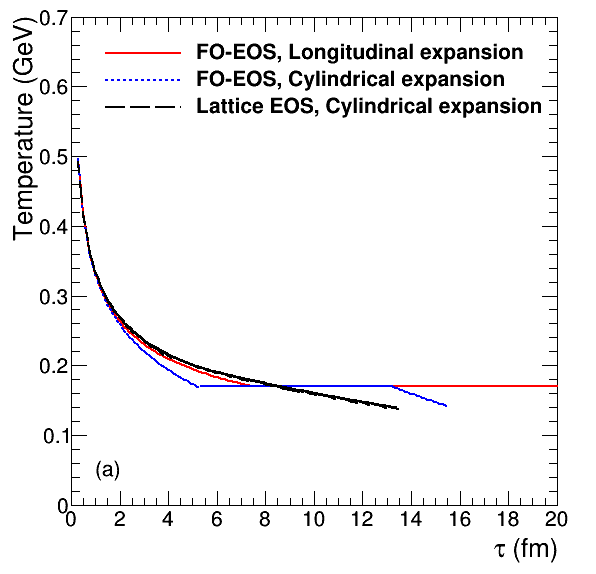 Temperature (GeV)
0.7
0.6
0.5
0.4
0.3
0.2
0.1
0
FO-EOS, Longitudinal expansion
FO-EOS, Cylindrical expansion
Lattice EOS, Cylindrical expansion
(a)
0 2 4 6 8 10 12 14 16 18 20
τ (fm)